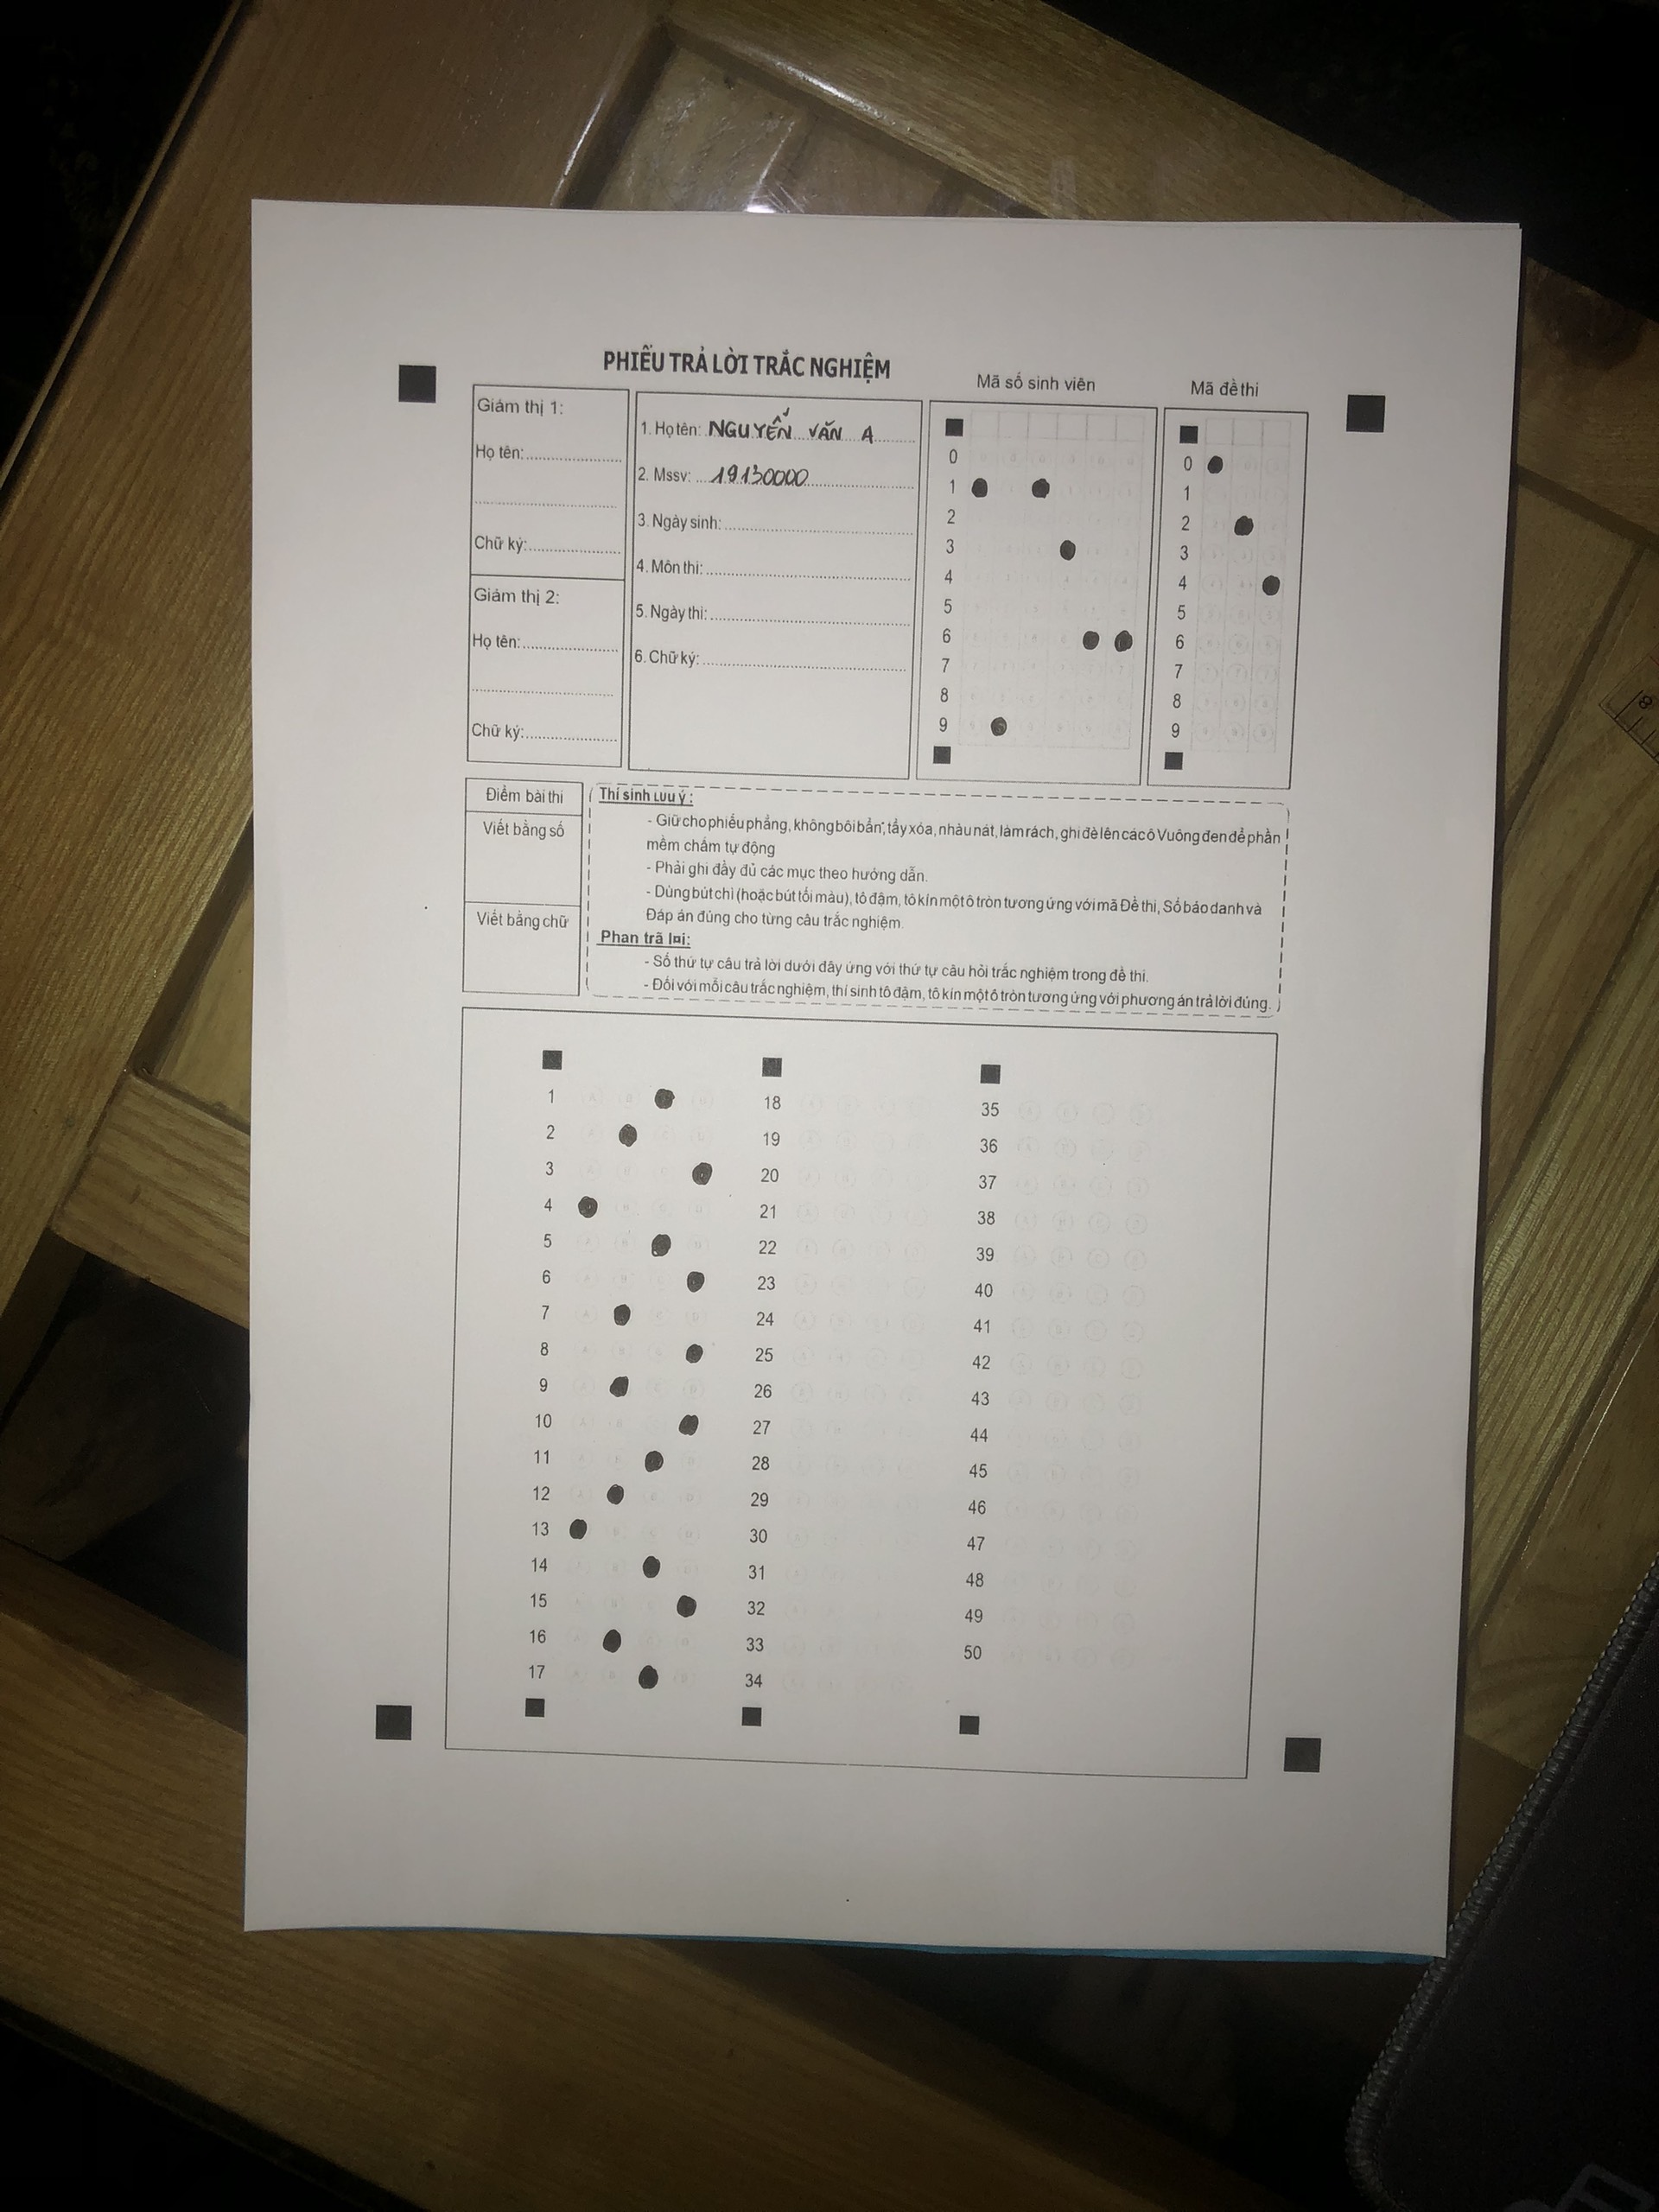 PHIẾU TRẢ LỜI TRẮC NGHIỆM
Mã số sinh viên
Mã đề thi
Giám thị 1:
Họ tên:
Chữ ký:
Giám thị 2:
Họ tên:
Chữ ký:
1. Họ tên: NGUYỄN VĂN A
2. Mssv: 19130000
3. Ngày sinh:
4. Môn thi:
5. Ngày thi:
6. Chữ ký:
0
1
2
3
4
5
6
7
8
9
0
1
2
3
4
5
6
7
8
9
Điểm bài thi
Viết bằng số
Viết bằng chữ
Thí sinh Lưu ý:
- Giữ cho phiếu phẳng, không bôi bẩn, tẩy xóa, nhàu nát, làm rách, ghi đè lên các ô Vuông đen để phần
mềm chấm tự động
- Phải ghi đầy đủ các mục theo hướng dẫn.
- Dùng bút chì (hoặc bút tối màu), tô đậm, tô kín một ô tròn tương ứng với mã Đề thi, Số báo danh và
Đáp án đúng cho từng câu trắc nghiệm.
Phan trã lại:
- Số thứ tự câu trả lời dưới đây ứng với thứ tự câu hỏi trắc nghiệm trong đề thi.
- Đối với mỗi câu trắc nghiệm, thí sinh tô đậm, tô kín một ô tròn tương ứng với phương án trả lời đúng.
1
2
3
4
5
6
7
8
9
10
11
12
13
14
15
16
17
18
19
20
21
22
23
24
25
26
27
28
29
30
31
32
33
34
35
36
37
38
39
40
41
42
43
44
45
46
47
48
49
50
8